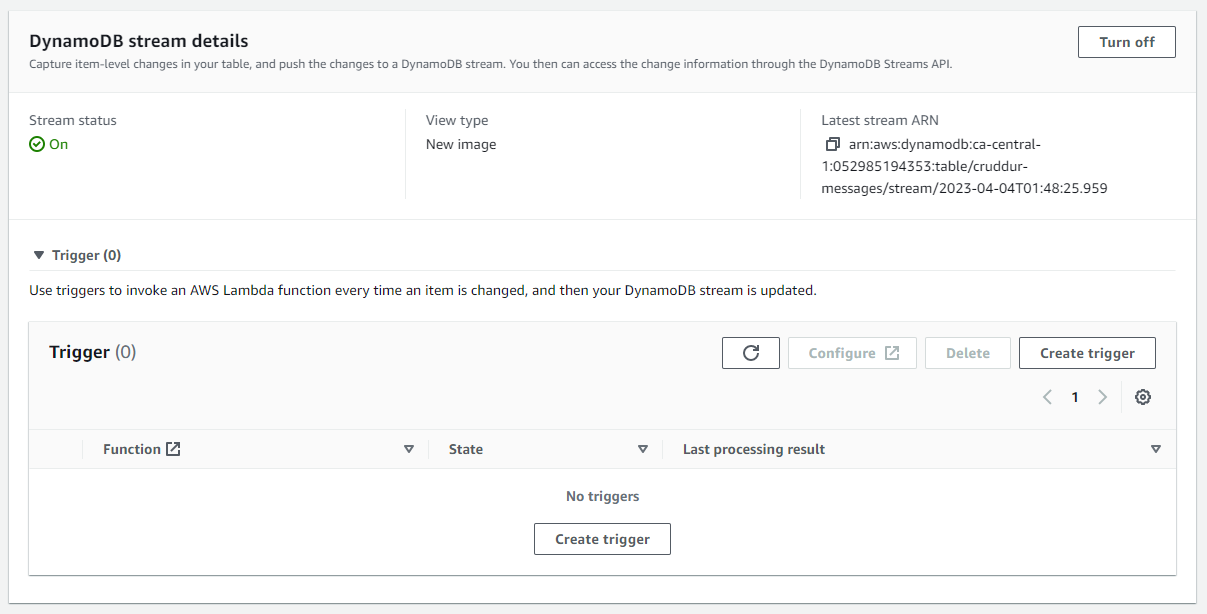 DynamoDB stream details
Turn off
Capture item-level changes in your table, and push the changes to a DynamoDB stream. You then can access the change information through the DynamoDB Streams API.
Stream status
On
View type
New image
Latest stream ARN
arn:aws:dynamodb:ca-central-
1:052985194353:table/cruddur-
messages/stream/2023-04-04T01:48:25.959
Trigger (0)
Use triggers to invoke an AWS Lambda function every time an item is changed, and then your DynamoDB stream is updated.
Trigger (0)
Configure
Delete
Create trigger
1
Function
State
Last processing result
No triggers
Create trigger